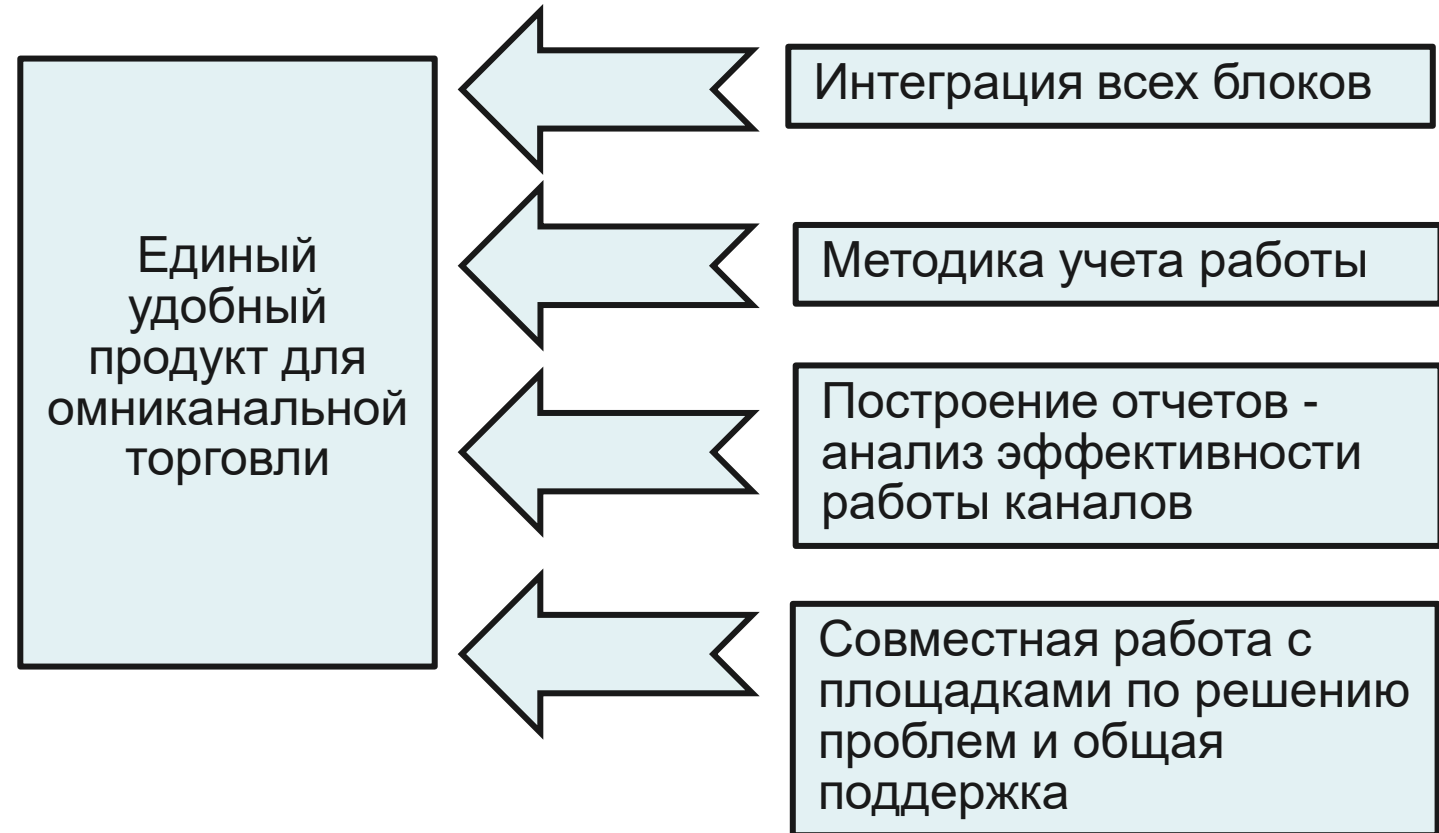 Единый
удобный
продукт для
омниканальной
торговли
Интеграция всех блоков
Методика учета работы
Построение отчетов -
анализ эффективности
работы каналов
Совместная работа с
площадками по решению
проблем и общая
поддержка